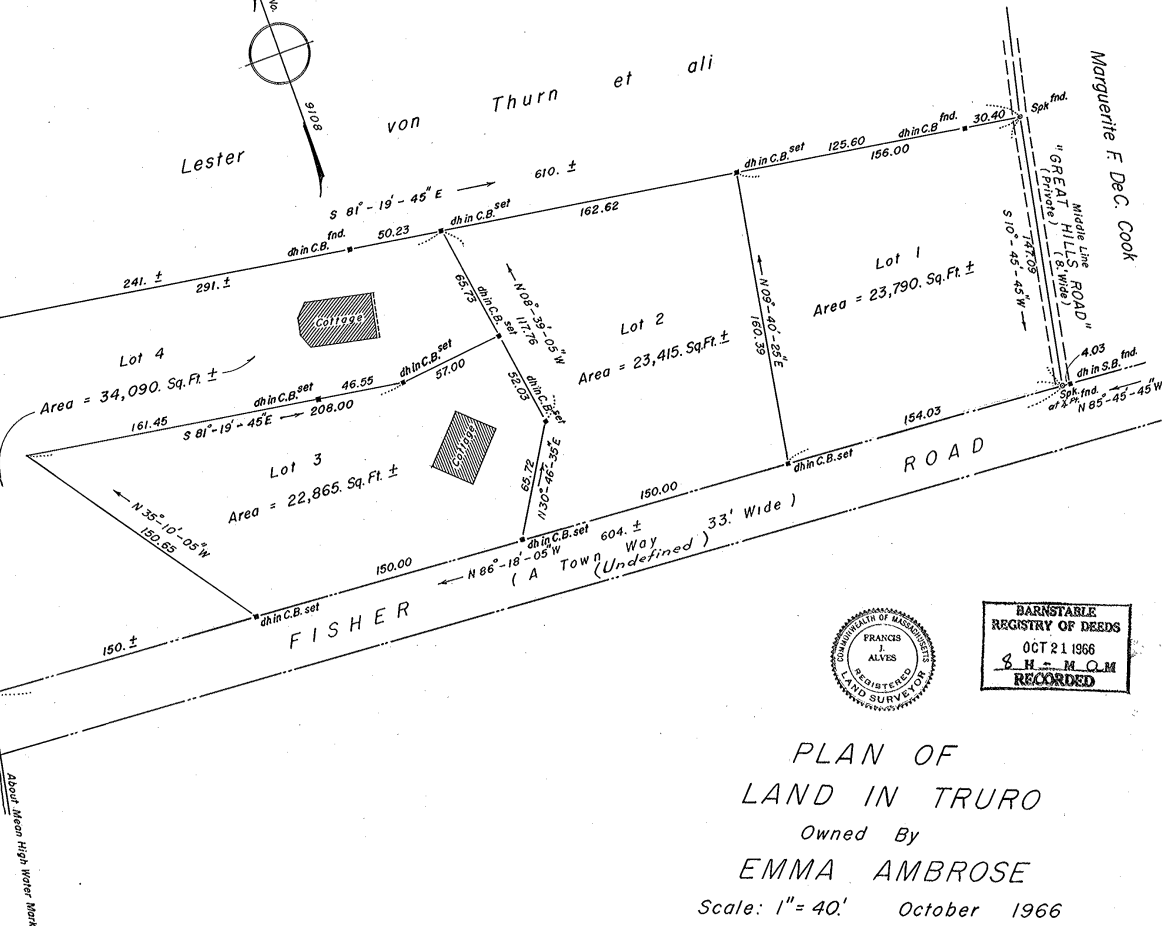 No.
9108
Lester von Thurn et ali
Marguerite F. DeC. Cook
S 81° - 19' - 45" E
610. ±
241. ±
291. ±
dh in C.B. fnd.
50.23
dh in C.B. set
162.62
dh in C.B. set
125.60
156.00
dh in C.B. fnd.
30.40
Spk fnd.
"GREAT HILLS ROAD"
(Private)
Middle Line
(8.' Wide)
147.09
S 10° - 45' - 45" W
4.03
dh in S.B. fnd.
Spk. fnd.
N 85° - 45' - 45" W
Lot 1
Area = 23,790. Sq. Ft. ±
N 09° - 40' - 25" E
160.39
154.03
dh in C.B. set
Lot 2
Area = 23,415. Sq. Ft. ±
N 08° - 39' - 05" W
117.76
65.73
dh in C.B. set
52.03
dh in C.B. set
65.72
N 30° - 46' - 35" E
150.00
Cottage
Lot 4
Area = 34,090. Sq. Ft. ±
161.45
dh in C.B. set
46.55
dh in C.B. set
57.00
S 81° - 19' - 45" E
208.00
Cottage
Lot 3
Area = 22,865. Sq. Ft. ±
N 35° - 10' - 05" W
150.65
150.00
dh in C.B. set
N 86° - 18' - 05" W
604. ±
dh in C.B. set
150. ±
FISHER ROAD
( A Town Way 33.' Wide )
(Undefined)
About Mean High Water Mark
COMMONWEALTH OF MASSACHUSETTS
FRANCIS
J.
ALVES
REGISTERED
LAND SURVEYOR
BARNSTABLE
REGISTRY OF DEEDS
OCT 21 1966
8 H - M A M
RECORDED
PLAN OF
LAND IN TRURO
Owned By
EMMA AMBROSE
Scale: 1" = 40.' October 1966